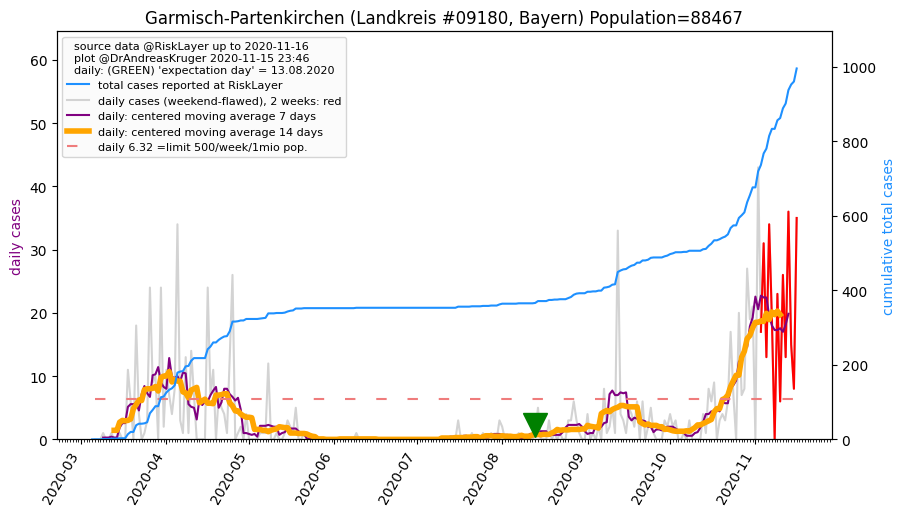 Garmisch-Partenkirchen (Landkreis #09180, Bayern) Population=88467
source data @RiskLayer up to 2020-11-16
plot @DrAndreasKruger 2020-11-15 23:46
daily: (GREEN) 'expectation day' = 13.08.2020
total cases reported at RiskLayer
daily cases (weekend-flawed), 2 weeks: red
daily: centered moving average 7 days
daily: centered moving average 14 days
daily 6.32 =limit 500/week/1mio pop.
daily cases
60
50
40
30
20
10
0
cumulative total cases
1000
800
600
400
200
0
2020-03
2020-04
2020-05
2020-06
2020-07
2020-08
2020-09
2020-10
2020-11